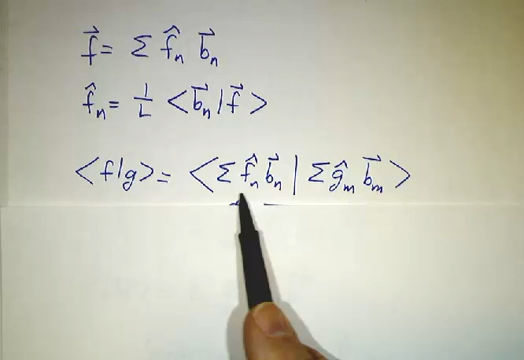 f⃗ = Σ f̂ₙ b⃗ₙ
f̂ₙ = 1/L <b⃗ₙ|f⃗>
<f|g> = <Σ f̂ₙ b⃗ₙ | Σ ĝₘ b⃗ₘ>